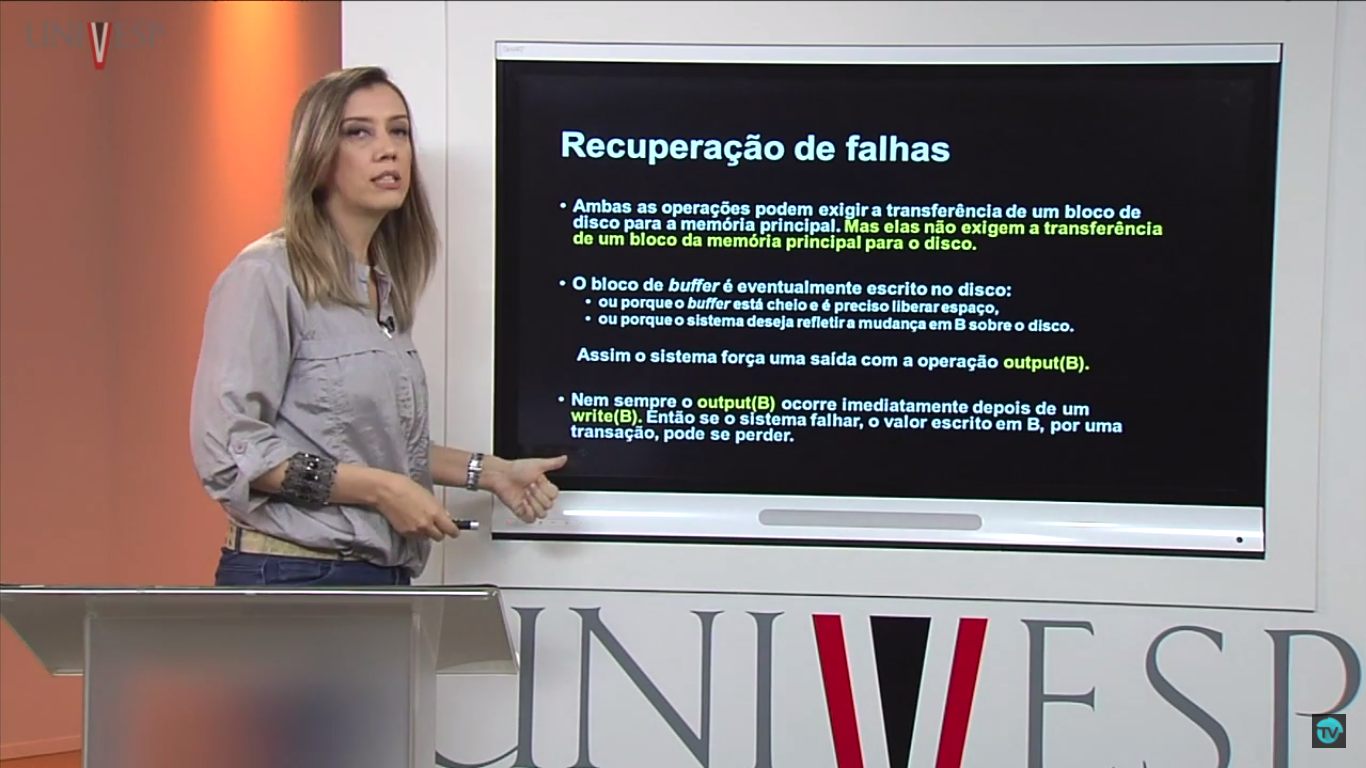 UNIVESP
SMART
Recuperação de falhas
• Ambas as operações podem exigir a transferência de um bloco de
disco para a memória principal. Mas elas não exigem a transferência
de um bloco da memória principal para o disco.
• O bloco de buffer é eventualmente escrito no disco:
• ou porque o buffer está cheio e é preciso liberar espaço,
• ou porque o sistema deseja refletir a mudança em B sobre o disco.
Assim o sistema força uma saída com a operação output(B).
• Nem sempre o output(B) ocorre imediatamente depois de um
write(B). Então se o sistema falhar, o valor escrito em B, por uma
transação, pode se perder.
UNIVESP
TV